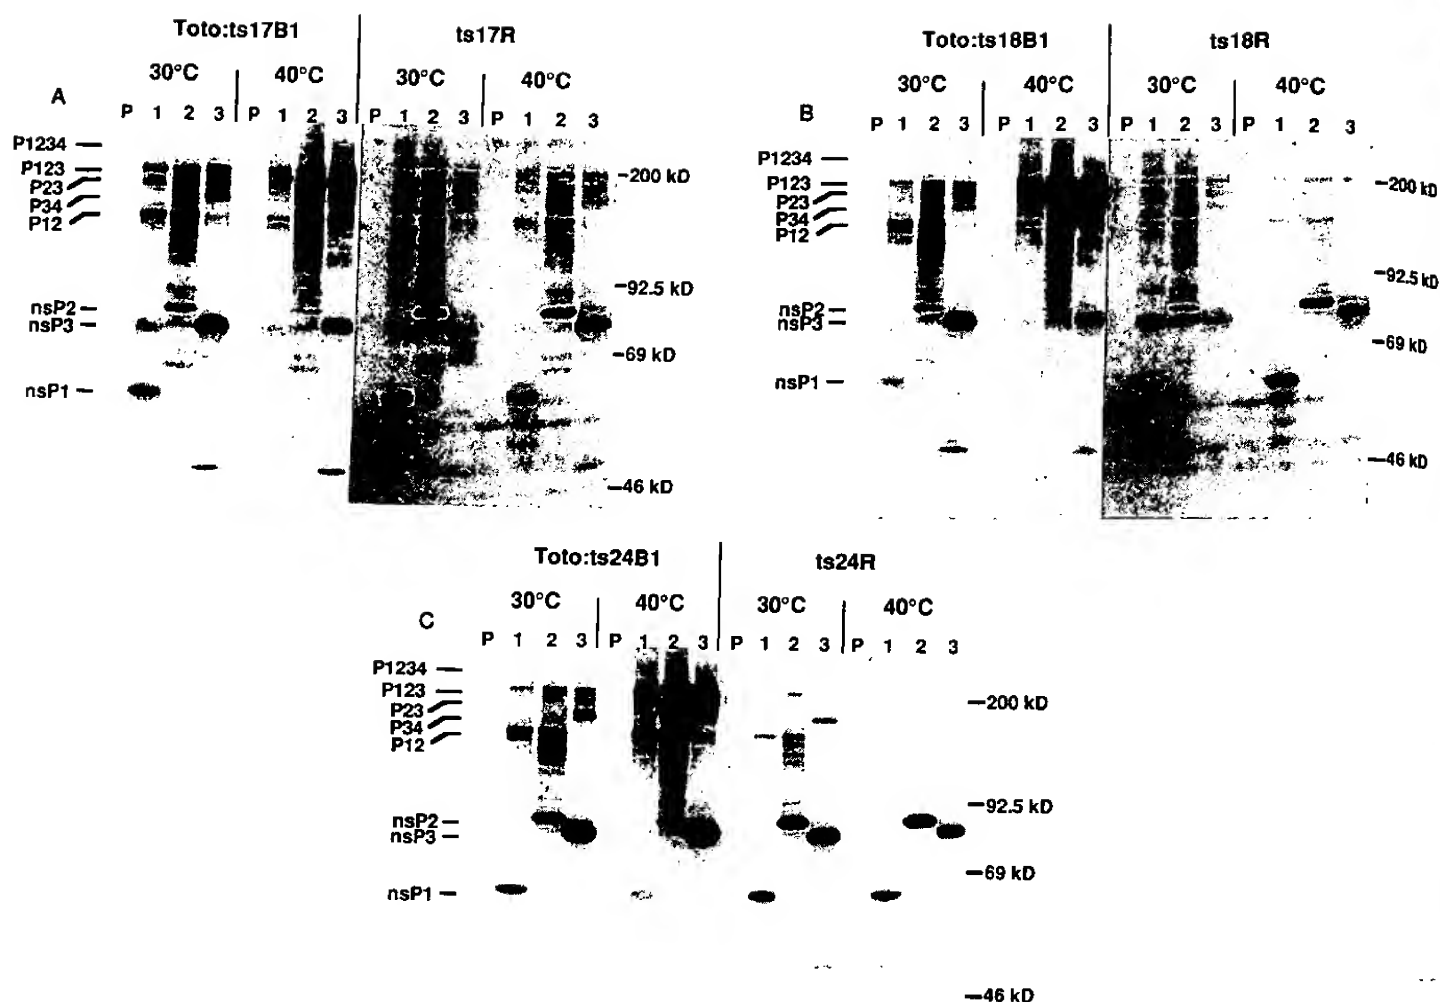 Toto:ts17B1 ts17R
30°C 40°C 30°C 40°C
A
P 1 2 3 P 1 2 3 P 1 2 3 P 1 2 3
P1234
P123
P23
P34
P12
nsP2
nsP3
nsP1
200 kD
92.5 kD
69 kD
46 kD
Toto:ts18B1 ts18R
30°C 40°C 30°C 40°C
B
P 1 2 3 P 1 2 3 P 1 2 3 P 1 2 3
P1234
P123
P23
P34
P12
nsP2
nsP3
nsP1
200 kD
92.5 kD
69 kD
46 kD
Toto:ts24B1 ts24R
30°C 40°C 30°C 40°C
C
P 1 2 3 P 1 2 3 P 1 2 3 P 1 2 3
P1234
P123
P23
P34
P12
nsP2
nsP3
nsP1
200 kD
92.5 kD
69 kD
46 kD